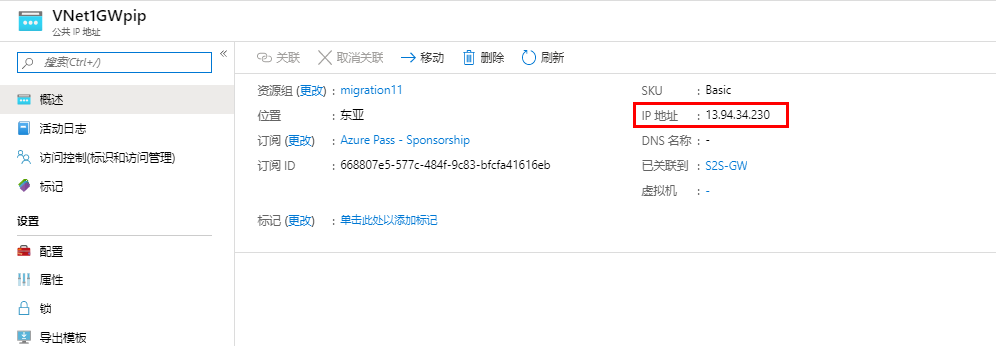 VNet1GWpip
公共 IP 地址
搜索(Ctrl+/)
«
关联
取消关联
移动
删除
刷新
概述
活动日志
访问控制(标识和访问管理)
标记
设置
配置
属性
锁
导出模板
资源组 (更改) : migration11
位置 : 东亚
订阅 (更改) : Azure Pass - Sponsorship
订阅 ID : 668807e5-577c-484f-9c83-bfcfa41616eb
标记 (更改) : 单击此处以添加标记
SKU : Basic
IP 地址 : 13.94.34.230
DNS 名称 : -
已关联到 : S2S-GW
虚拟机 : -